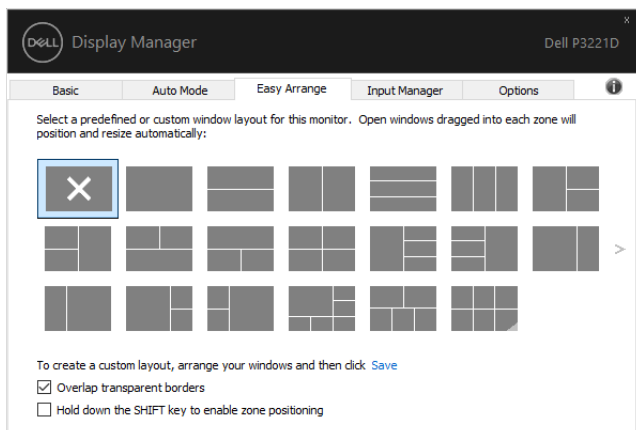 x
DELL Display Manager Dell P3221D
Basic Auto Mode Easy Arrange Input Manager Options i
Select a predefined or custom window layout for this monitor. Open windows dragged into each zone will
position and resize automatically:
>
To create a custom layout, arrange your windows and then click Save
Overlap transparent borders
Hold down the SHIFT key to enable zone positioning